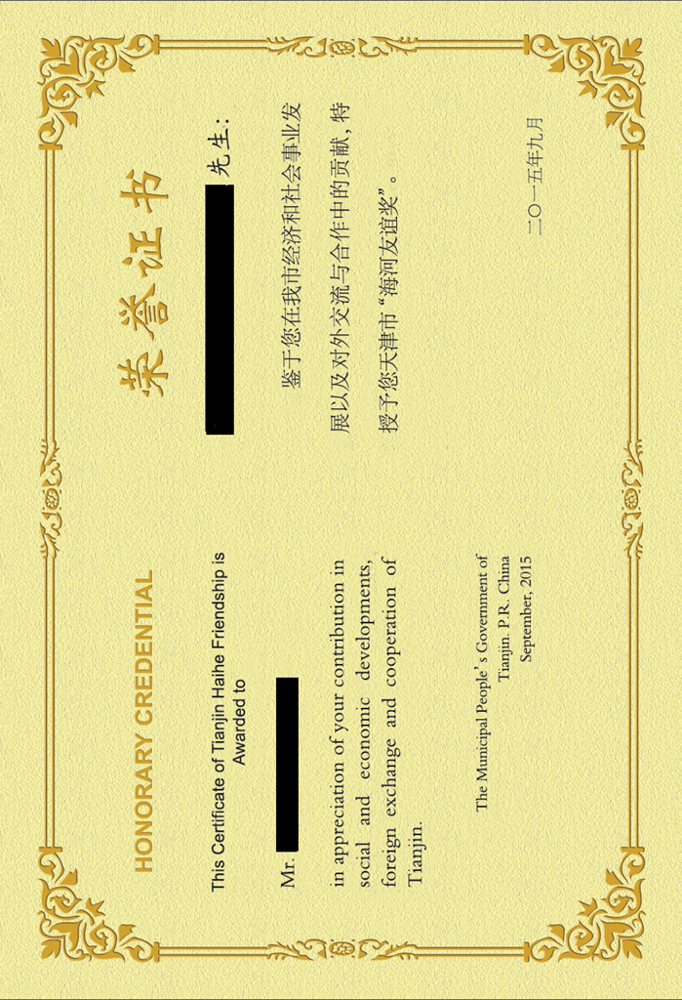 HONORARY CREDENTIAL
This Certificate of Tianjin Haihe Friendship is
Awarded to
Mr.
in appreciation of your contribution in
social and economic developments,
foreign exchange and cooperation of
Tianjin.
The Municipal People's Government of
Tianjin. P.R. China
September, 2015
荣誉证书
先生：
鉴于您在我市经济和社会事业发
展以及对外交流与合作中的贡献，特
授予您天津市“海河友谊奖”。
二〇一五年九月